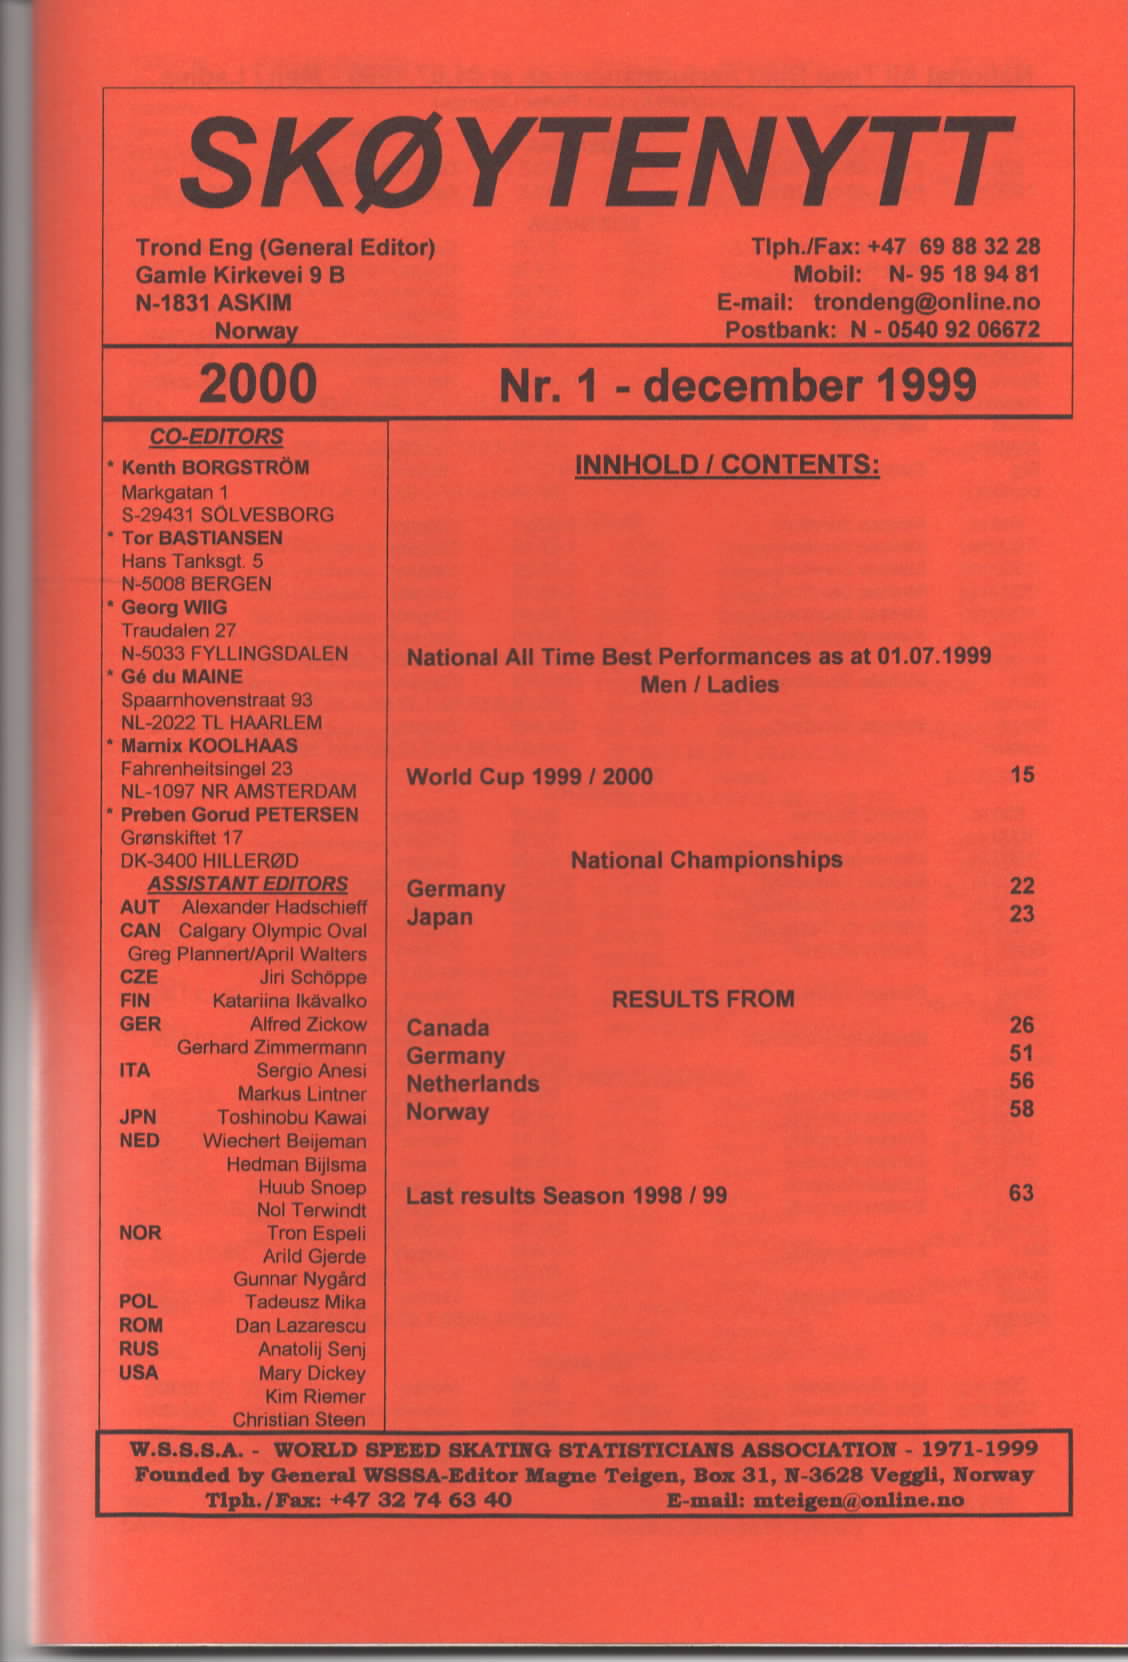 SKØYTENYTT
Trond Eng (General Editor)
Gamle Kirkevei 9 B
N-1831 ASKIM
Norway
Tlph./Fax: +47 69 88 32 28
Mobil: N- 95 18 94 81
E-mail: trondeng@online.no
Postbank: N - 0540 92 06672
2000 Nr. 1 - december 1999
CO-EDITORS
* Kenth BORGSTRÖM
Markgatan 1
S-29431 SÖLVESBORG
* Tor BASTIANSEN
Hans Tanksgt. 5
N-5008 BERGEN
* Georg WIIG
Traudalen 27
N-5033 FYLLINGSDALEN
* Gé du MAINE
Spaarnhovenstraat 93
NL-2022 TL HAARLEM
* Marnix KOOLHAAS
Fahrenheitsingel 23
NL-1097 NR AMSTERDAM
* Preben Gorud PETERSEN
Grønskiftet 17
DK-3400 HILLERØD
ASSISTANT EDITORS
AUT Alexander Hadschieff
CAN Calgary Olympic Oval
Greg Plannert/April Walters
CZE Jiri Schöppe
FIN Katariina Ikävalko
GER Alfred Zickow
Gerhard Zimmermann
ITA Sergio Anesi
Markus Lintner
JPN Toshinobu Kawai
NED Wiechert Beijeman
Hedman Bijlsma
Huub Snoep
Nol Terwindt
NOR Tron Espeli
Arild Gjerde
Gunnar Nygård
POL Tadeusz Mika
ROM Dan Lazarescu
RUS Anatolij Senj
USA Mary Dickey
Kim Riemer
Christian Steen
INNHOLD / CONTENTS:
National All Time Best Performances as at 01.07.1999
Men / Ladies
World Cup 1999 / 2000 15
National Championships
Germany 22
Japan 23
RESULTS FROM
Canada 26
Germany 51
Netherlands 56
Norway 58
Last results Season 1998 / 99 63
W.S.S.S.A. - WORLD SPEED SKATING STATISTICIANS ASSOCIATION - 1971-1999
Founded by General WSSSA-Editor Magne Teigen, Box 31, N-3628 Veggli, Norway
Tlph./Fax: +47 32 74 63 40 E-mail: mteigen@online.no